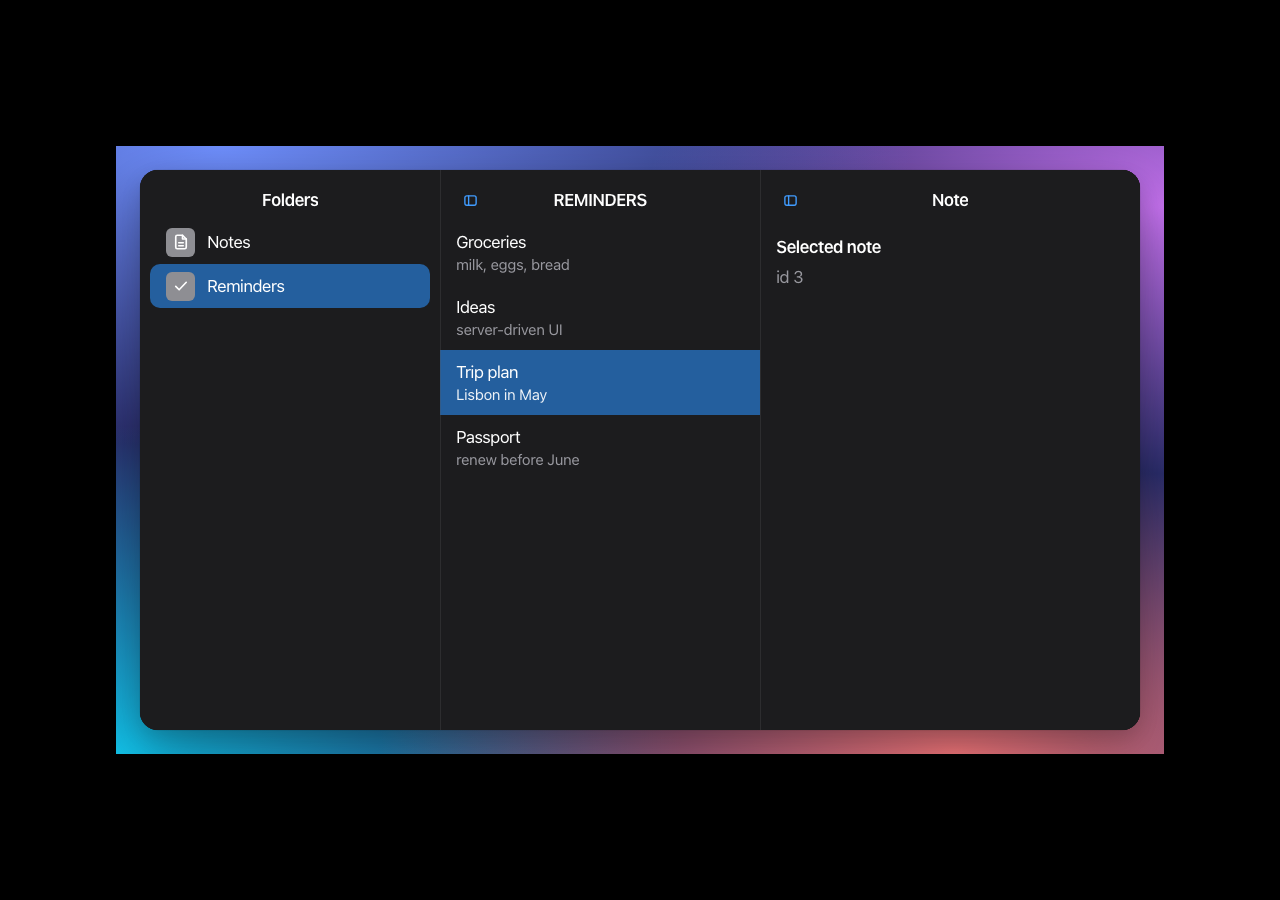 Folders
Notes
Reminders
REMINDERS
Groceries
milk, eggs, bread
Ideas
server-driven UI
Trip plan
Lisbon in May
Passport
renew before June
Note
Selected note
id 3